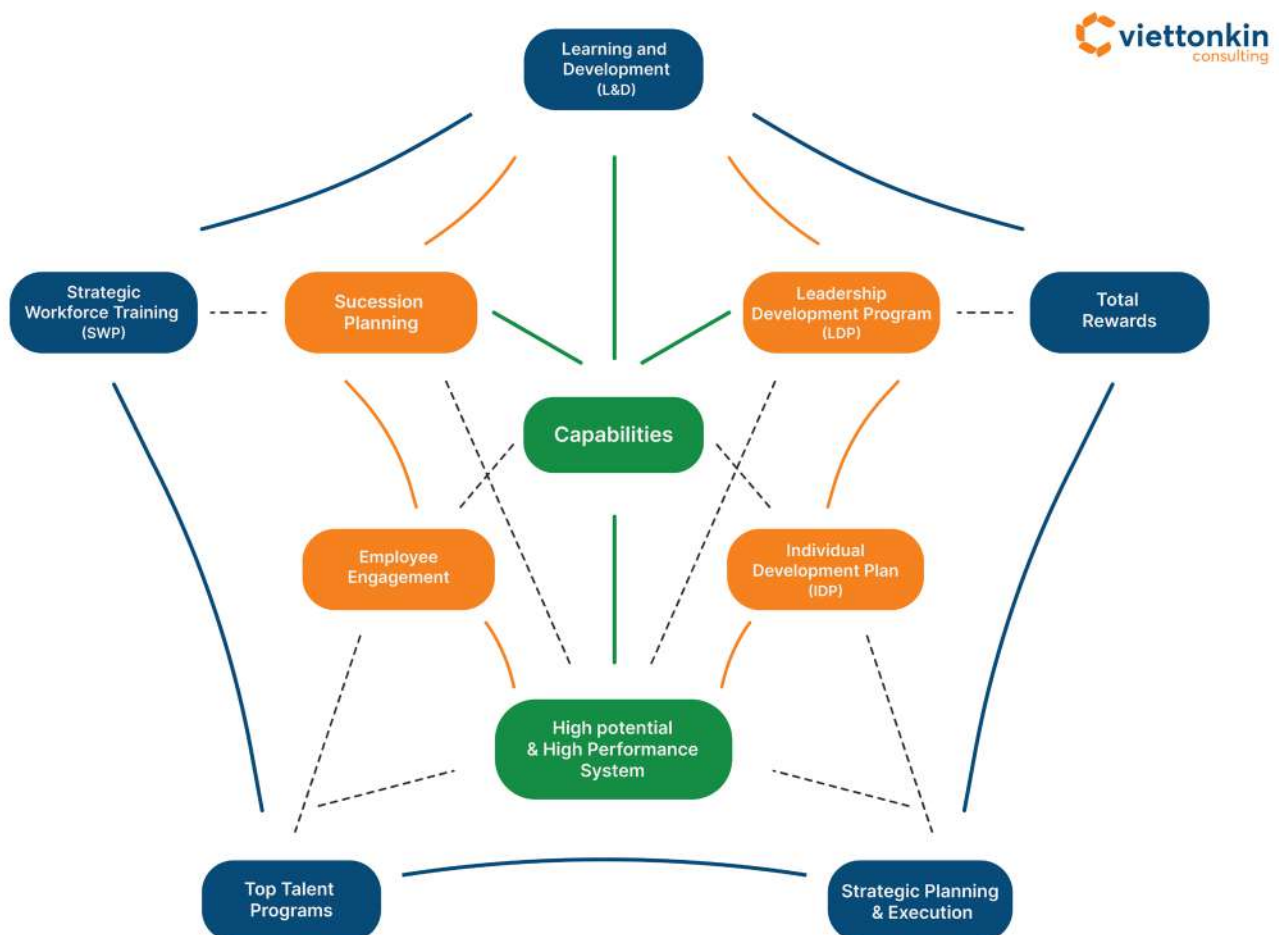 viettonkin
consulting
Learning and
Development
(L&D)
Strategic
Workforce Training
(SWP)
Sucession
Planning
Leadership
Development Program
(LDP)
Total
Rewards
Capabilities
Employee
Engagement
Individual
Development Plan
(IDP)
High potential
& High Performance
System
Top Talent
Programs
Strategic Planning
& Execution